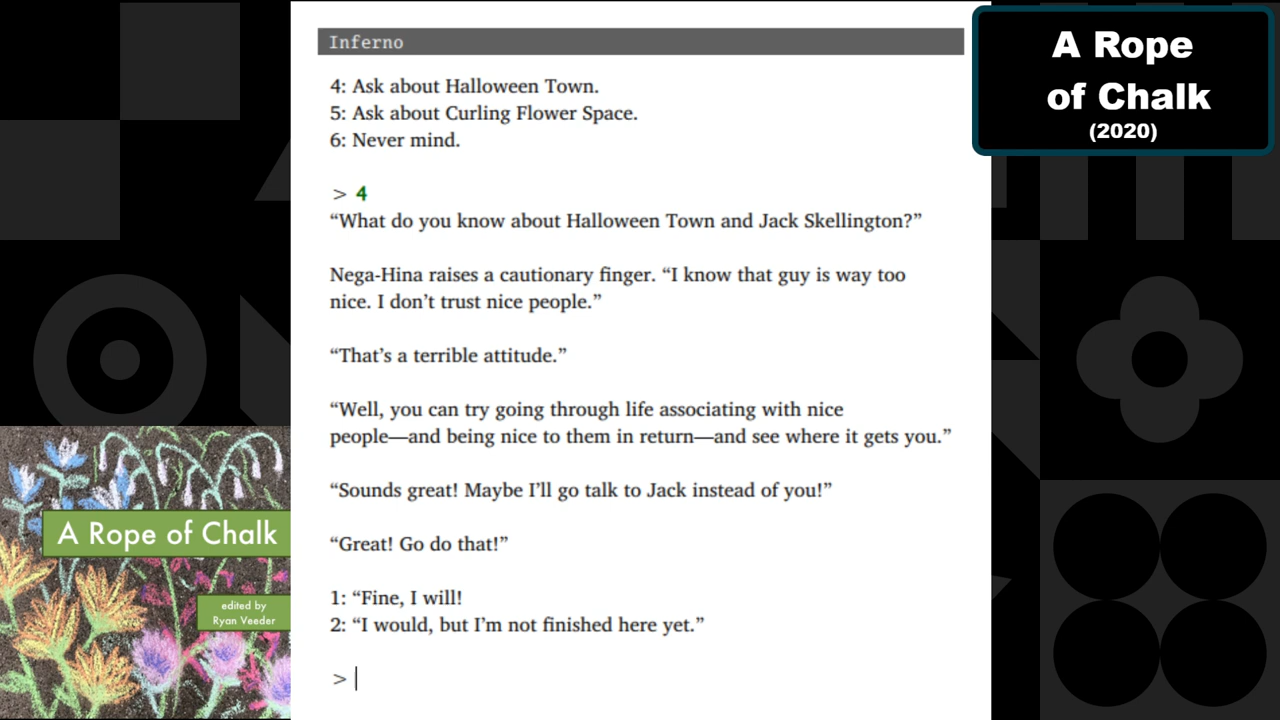 Inferno
4: Ask about Halloween Town.
5: Ask about Curling Flower Space.
6: Never mind.
> 4
“What do you know about Halloween Town and Jack Skellington?”
Nega-Hina raises a cautionary finger. “I know that guy is way too
nice. I don’t trust nice people.”
“That’s a terrible attitude.”
“Well, you can try going through life associating with nice
people—and being nice to them in return—and see where it gets you.”
“Sounds great! Maybe I’ll go talk to Jack instead of you!”
“Great! Go do that!”
1: “Fine, I will!
2: “I would, but I’m not finished here yet.”
>
A Rope
of Chalk
(2020)
A Rope of Chalk
edited by
Ryan Veeder